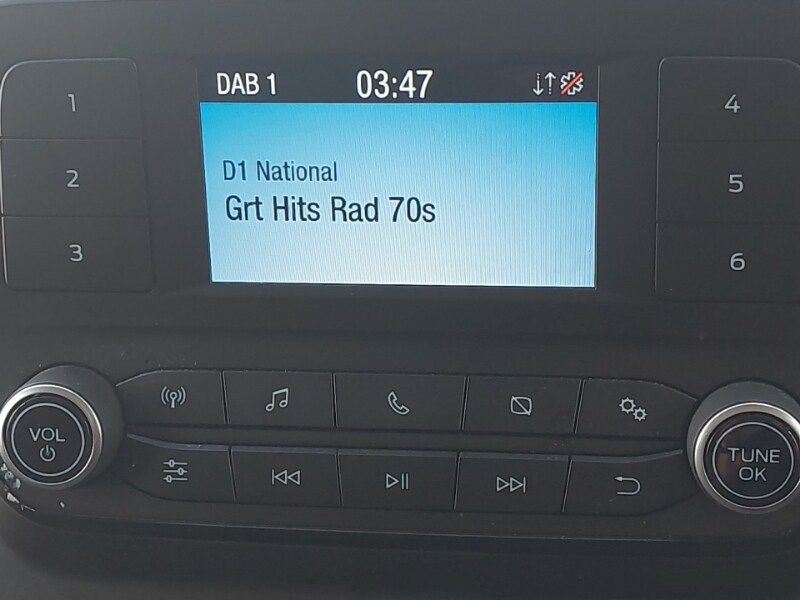 DAB 1 03:47
D1 National
Grt Hits Rad 70s
1
2
3
4
5
6
VOL
TUNE
OK